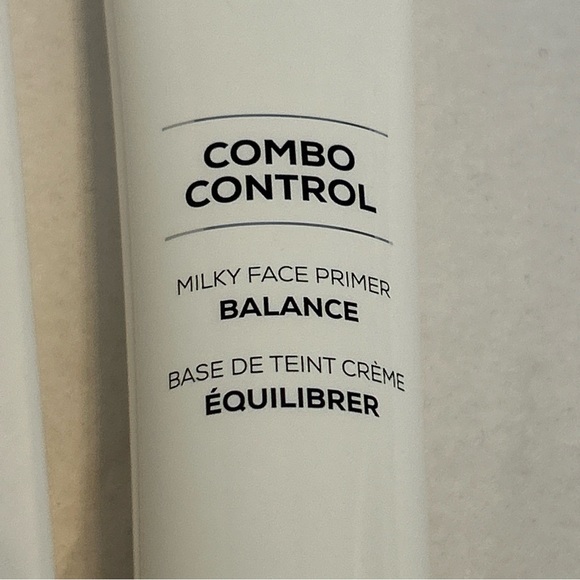 COMBO
CONTROL
MILKY FACE PRIMER
BALANCE
BASE DE TEINT CRÈME
ÉQUILIBRER